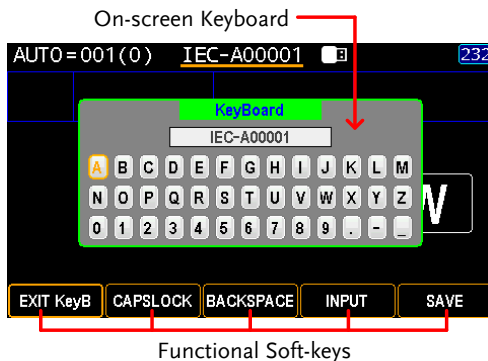 On-screen Keyboard
AUTO=001(0) IEC-A00001 232
KeyBoard
IEC-A00001
A B C D E F G H I J K L M
N O P Q R S T U V W X Y Z
0 1 2 3 4 5 6 7 8 9 . - _
EXIT KeyB CAPSLOCK BACKSPACE INPUT SAVE
Functional Soft-keys